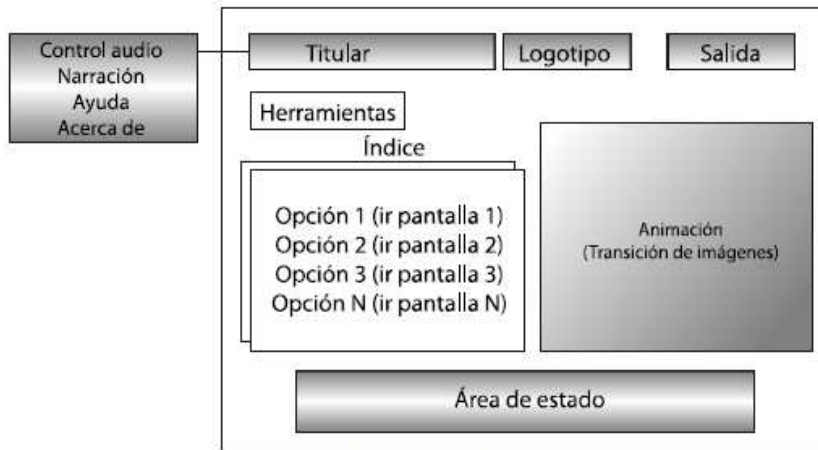 Control audio
Narración
Ayuda
Acerca de
Titular
Logotipo
Salida
Herramientas
Índice
Opción 1 (ir pantalla 1)
Opción 2 (ir pantalla 2)
Opción 3 (ir pantalla 3)
Opción N (ir pantalla N)
Animación
(Transición de imágenes)
Área de estado